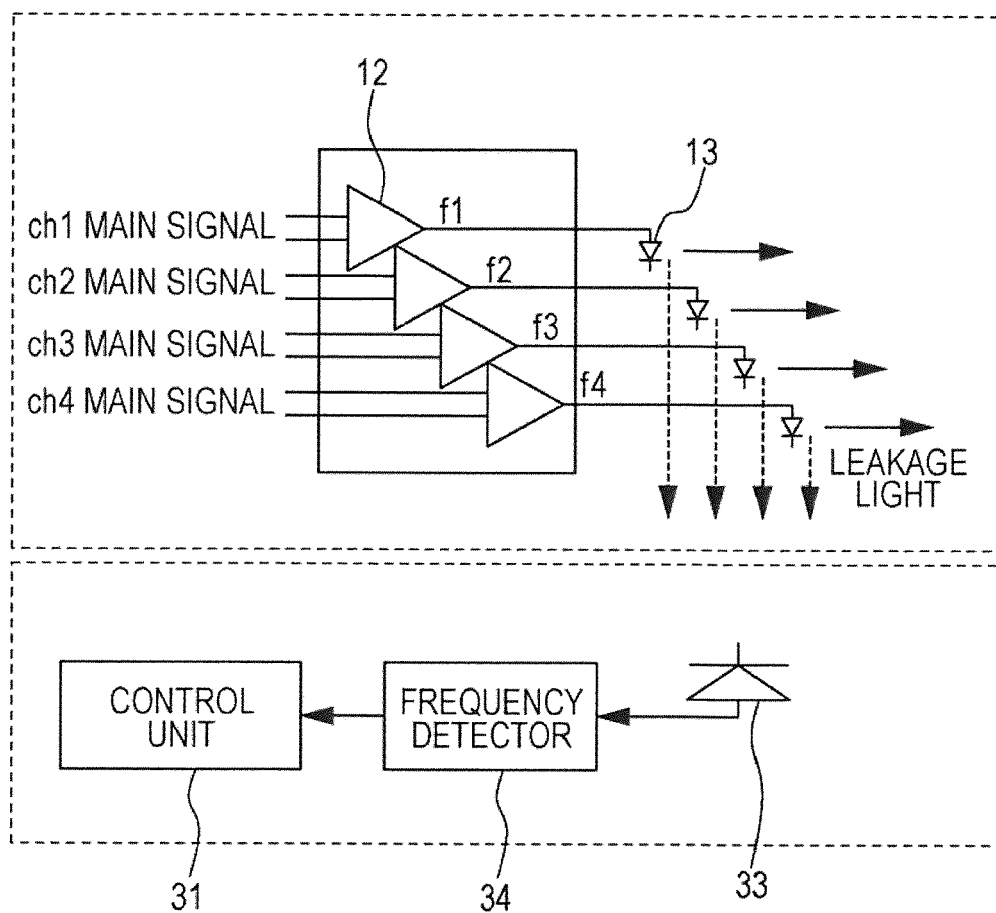 12
13
ch1 MAIN SIGNAL
f1
ch2 MAIN SIGNAL
f2
ch3 MAIN SIGNAL
f3
ch4 MAIN SIGNAL
f4
LEAKAGE
LIGHT
CONTROL
UNIT
FREQUENCY
DETECTOR
31
34
33